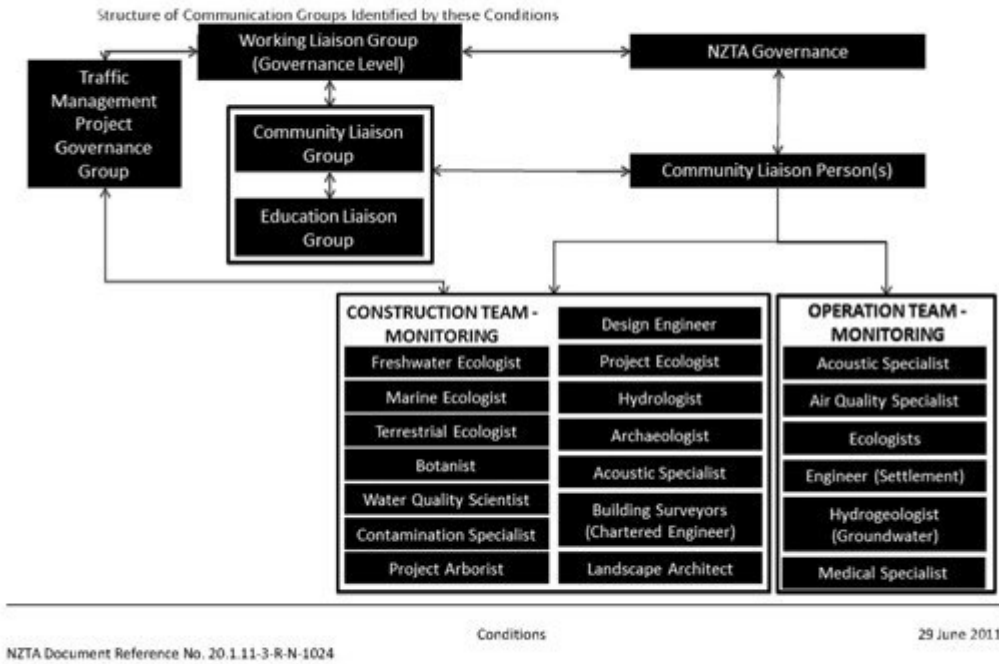 Structure of Communication Groups Identified by these Conditions
Working Liaison Group
(Governance Level)
NZTA Governance
Traffic
Management
Project
Governance
Group
Community Liaison
Group
Community Liaison Person(s)
Education Liaison
Group
CONSTRUCTION TEAM -
MONITORING
Freshwater Ecologist
Marine Ecologist
Terrestrial Ecologist
Botanist
Water Quality Scientist
Contamination Specialist
Project Arborist
Design Engineer
Project Ecologist
Hydrologist
Archaeologist
Acoustic Specialist
Building Surveyors
(Chartered Engineer)
Landscape Architect
OPERATION TEAM -
MONITORING
Acoustic Specialist
Air Quality Specialist
Ecologists
Engineer (Settlement)
Hydrogeologist
(Groundwater)
Medical Specialist
Conditions
29 June 2011
NZTA Document Reference No. 20.1.11-3-R-N-1024